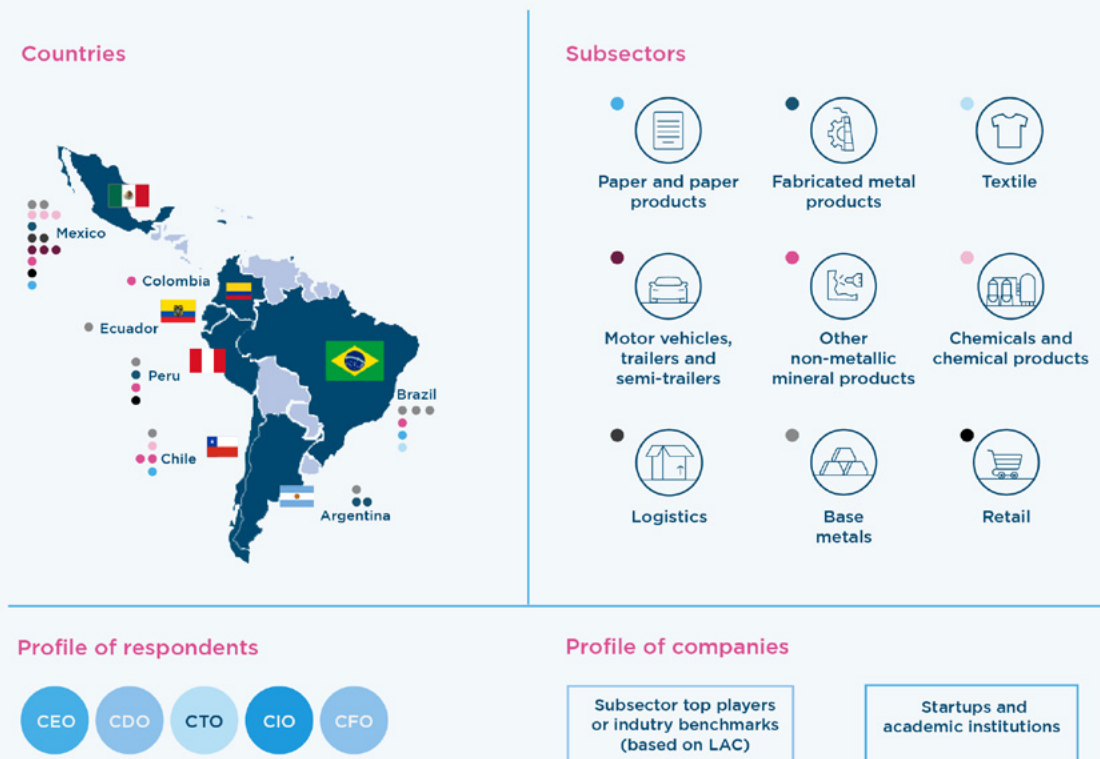 Countries
Mexico
Colombia
Ecuador
Peru
Brazil
Chile
Argentina
Subsectors
Paper and paper
products
Fabricated metal
products
Textile
Motor vehicles,
trailers and
semi-trailers
Other
non-metallic
mineral products
Chemicals and
chemical products
Logistics
Base
metals
Retail
Profile of respondents
CEO
CDO
CTO
CIO
CFO
Profile of companies
Subsector top players
or indutry benchmarks
(based on LAC)
Startups and
academic institutions